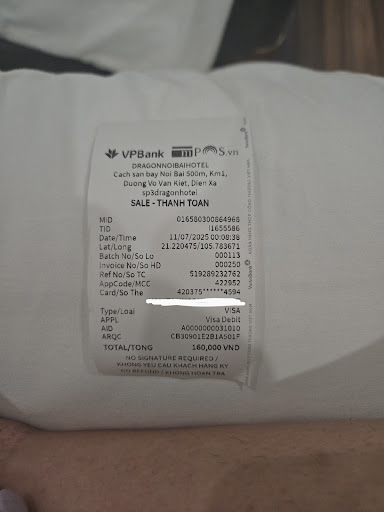 VPBank mPOS.vn
DRAGONNOIBAIHOTEL
Cach san bay Noi Bai 500m, Km1,
Duong Vo Van Kiet, Dien Xa
sp3dragonhotel
SALE - THANH TOAN
MID 016580300864968
TID I1655586
Date/Time 11/07/2025 00:08:38
Lat/Long 21.220475/105.783671
Batch No/So Lo 000113
Invoice No/So HD 000250
Ref No/So TC 519289232762
AppCode/MCC 422952
Card/So The 420375******4594
Type/Loai VISA
APPL Visa Debit
AID A0000000031010
ARQC CB30901E2B1A501F
TOTAL/TONG 160,000 VND
NO SIGNATURE REQUIRED /
KHONG YEU CAU KHACH HANG KY
NO REFUND / KHONG HOAN TRA